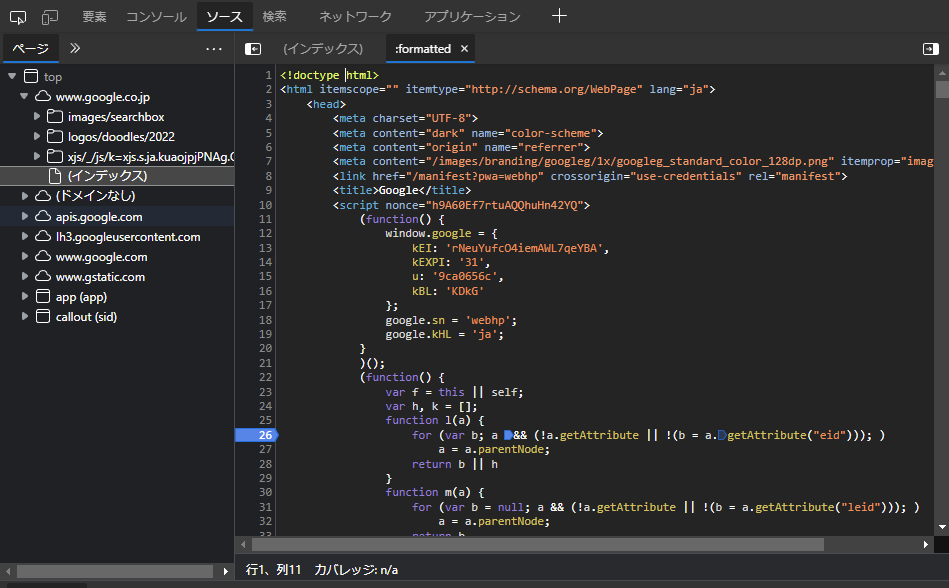 要素 コンソール ソース 検索 ネットワーク アプリケーション
ページ (インデックス) :formatted
top
www.google.co.jp
images/searchbox
logos/doodles/2022
xjs/_/js/k=xjs.s.ja.kuaojpjPNAg.O
(インデックス)
(ドメインなし)
apis.google.com
lh3.googleusercontent.com
www.google.com
www.gstatic.com
app (app)
callout (sid)
1 <!doctype html>
2 <html itemscope="" itemtype="http://schema.org/WebPage" lang="ja">
3 <head>
4 <meta charset="UTF-8">
5 <meta content="dark" name="color-scheme">
6 <meta content="origin" name="referrer">
7 <meta content="/images/branding/googleg/1x/googleg_standard_color_128dp.png" itemprop="imag
8 <link href="/manifest?pwa=webhp" crossorigin="use-credentials" rel="manifest">
9 <title>Google</title>
10 <script nonce="h9A60Ef7rtuAQQhuHn42YQ">
11 (function() {
12 window.google = {
13 kEI: 'rNeuYufcO4iemAWL7qeYBA',
14 kEXPI: '31',
15 u: '9ca0656c',
16 kBL: 'KDkG'
17 };
18 google.sn = 'webhp';
19 google.kHL = 'ja';
20 }
21 )();
22 (function() {
23 var f = this || self;
24 var h, k = [];
25 function l(a) {
26 for (var b; a && (!a.getAttribute || !(b = a.getAttribute("eid"))); )
27 a = a.parentNode;
28 return b || h
29 }
30 function m(a) {
31 for (var b = null; a && (!a.getAttribute || !(b = a.getAttribute("leid"))); )
32 a = a.parentNode;
33 return b
行1、列11 カバレッジ: n/a